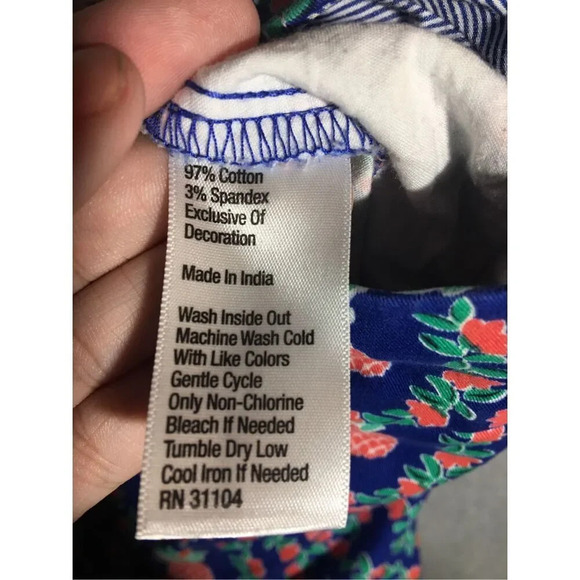 97% Cotton
3% Spandex
Exclusive Of
Decoration
Made In India
Wash Inside Out
Machine Wash Cold
With Like Colors
Gentle Cycle
Only Non-Chlorine
Bleach If Needed
Tumble Dry Low
Cool Iron If Needed
RN 31104